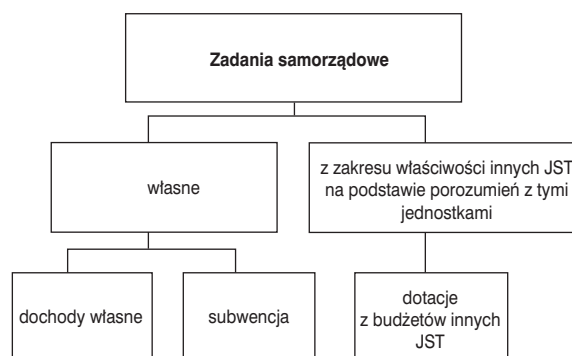 Zadania samorządowe
własne
z zakresu właściwości innych JST
na podstawie porozumień z tymi
jednostkami
dochody własne
subwencja
dotacje
z budżetów innych
JST